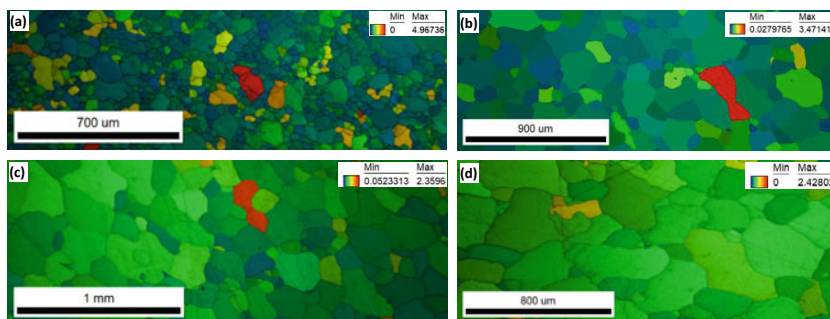 (a)
Min Max
0 4.96736
700 um
(b)
Min Max
0.0279765 3.47141
900 um
(c)
Min Max
0.0523313 2.3596
1 mm
(d)
Min Max
0 2.42802
800 um